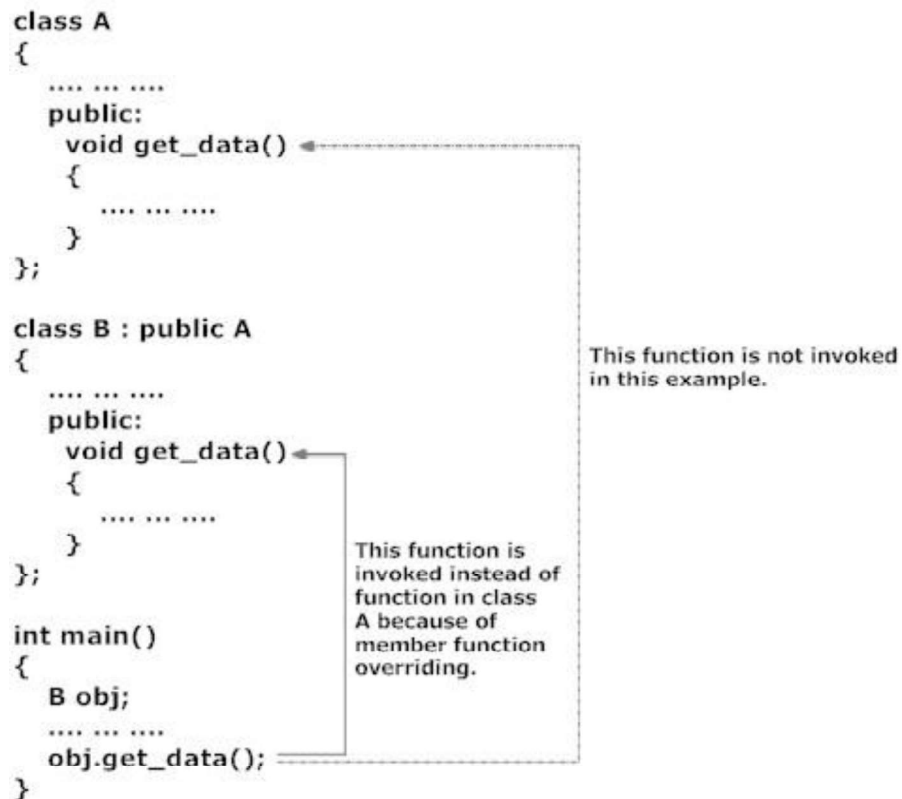 class A
{
.... ... ....
public:
void get_data()
{
.... ... ....
}
};
class B : public A
{
.... ... ....
public:
void get_data()
{
.... ... ....
}
};
int main()
{
B obj;
.... ... ....
obj.get_data();
}
This function is not invoked
in this example.
This function is
invoked instead of
function in class
A because of
member function
overriding.